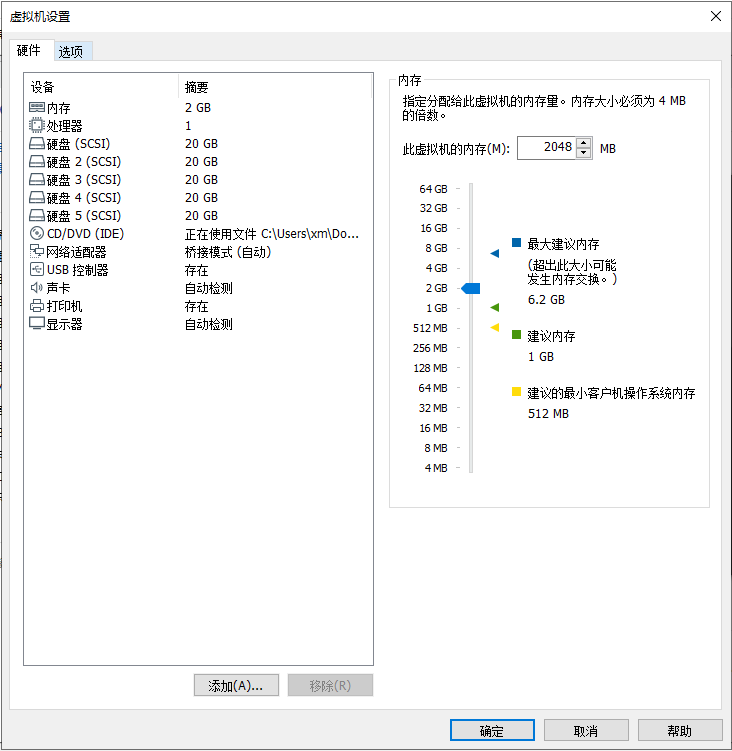 虚拟机设置
硬件 选项
设备 摘要
内存 2 GB
处理器 1
硬盘 (SCSI) 20 GB
硬盘 2 (SCSI) 20 GB
硬盘 3 (SCSI) 20 GB
硬盘 4 (SCSI) 20 GB
硬盘 5 (SCSI) 20 GB
CD/DVD (IDE) 正在使用文件 C:\Users\xm\Do...
网络适配器 桥接模式 (自动)
USB 控制器 存在
声卡 自动检测
打印机 存在
显示器 自动检测
添加(A)... 移除(R)
内存
指定分配给此虚拟机的内存量。内存大小必须为 4 MB
的倍数。
此虚拟机的内存(M): 2048 MB
64 GB
32 GB
16 GB
8 GB
4 GB
2 GB
1 GB
512 MB
256 MB
128 MB
64 MB
32 MB
16 MB
8 MB
4 MB
最大建议内存
(超出此大小可能
发生内存交换。)
6.2 GB
建议内存
1 GB
建议的最小客户机操作系统内存
512 MB
确定 取消 帮助